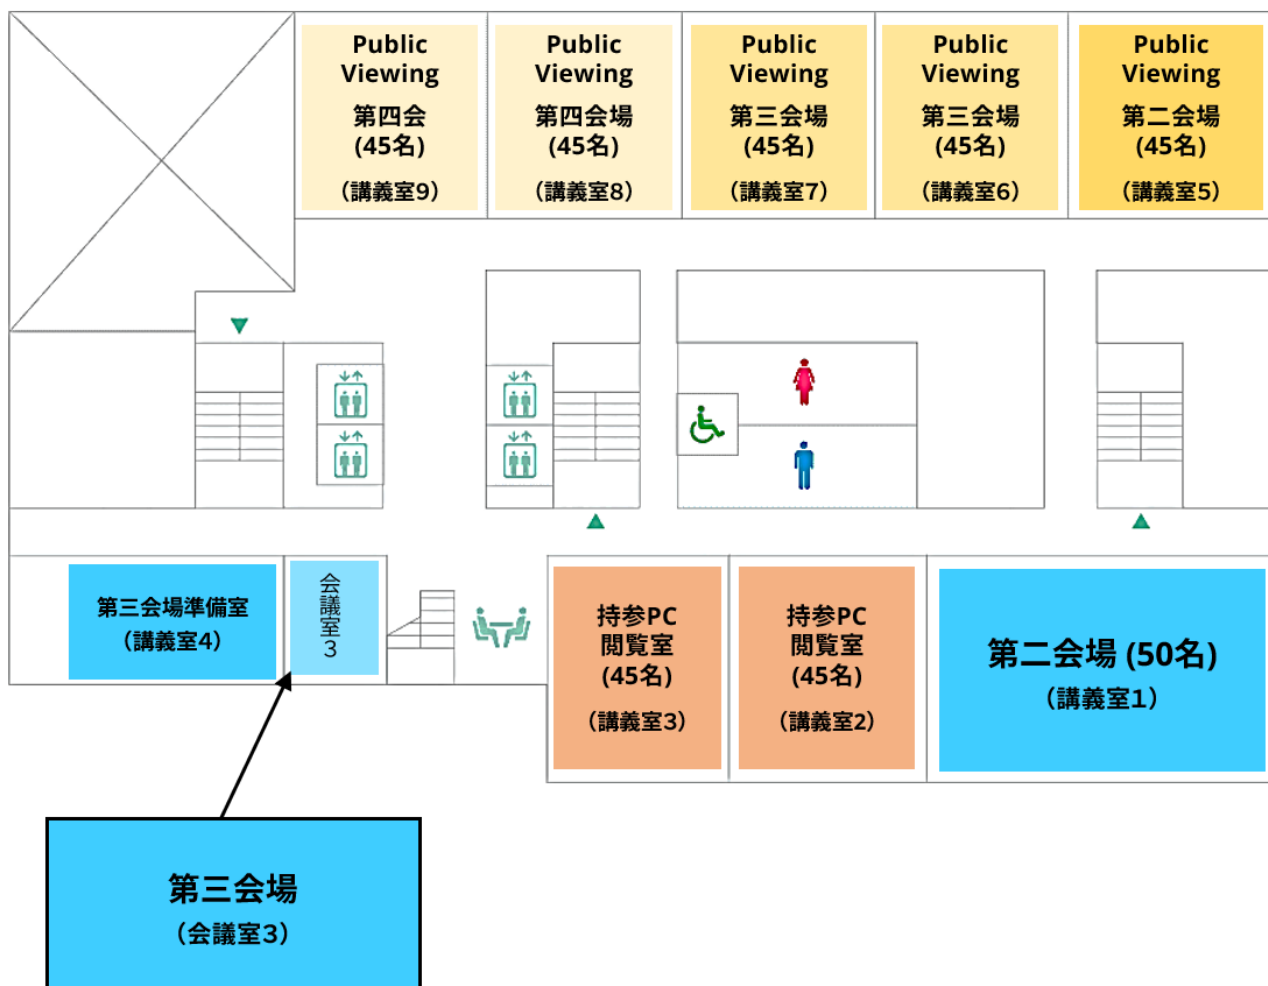 Public
Viewing
第四会
(45名)
（講義室9）
Public
Viewing
第四会場
(45名)
（講義室8）
Public
Viewing
第三会場
(45名)
（講義室7）
Public
Viewing
第三会場
(45名)
（講義室6）
Public
Viewing
第二会場
(45名)
（講義室5）
第三会場準備室
（講義室4）
会議室3
持参PC
閲覧室
(45名)
（講義室3）
持参PC
閲覧室
(45名)
（講義室2）
第二会場 (50名)
（講義室1）
第三会場
（会議室3）